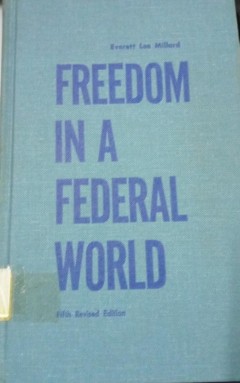 Everett Lee Millard
FREEDOM
IN A
FEDERAL
WORLD
Fifth Revised Edition